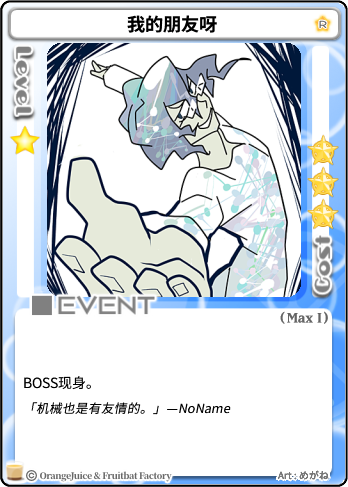 我的朋友呀
R
Level
Cost
EVENT
(Max 1)
BOSS现身。
「机械也是有友情的。」—NoName
© OrangeJuice & Fruitbat Factory
Art.: めがね